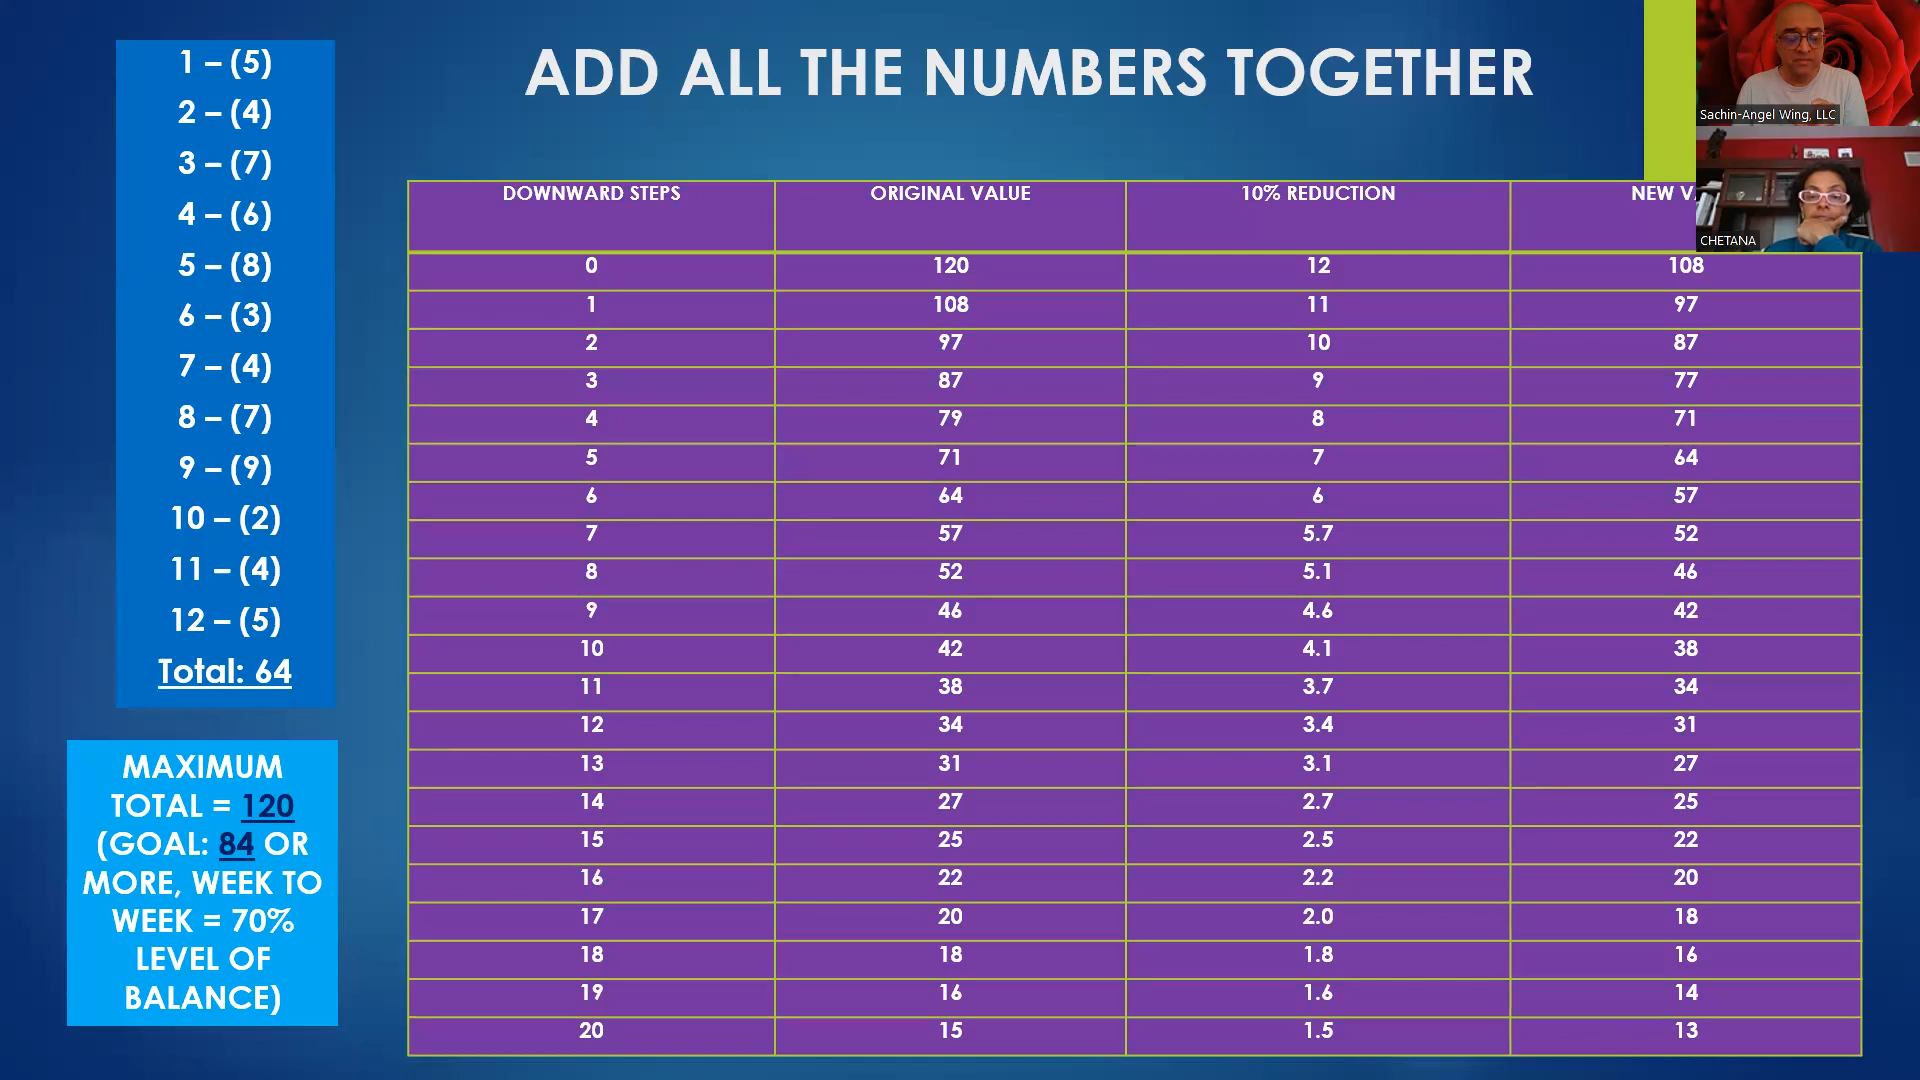 1 – (5)
2 – (4)
3 – (7)
4 – (6)
5 – (8)
6 – (3)
7 – (4)
8 – (7)
9 – (9)
10 – (2)
11 – (4)
12 – (5)
Total: 64
MAXIMUM
TOTAL = 120
(GOAL: 84 OR
MORE, WEEK TO
WEEK = 70%
LEVEL OF
BALANCE)
ADD ALL THE NUMBERS TOGETHER
DOWNWARD STEPS ORIGINAL VALUE 10% REDUCTION NEW
0 120 12 108
1 108 11 97
2 97 10 87
3 87 9 77
4 79 8 71
5 71 7 64
6 64 6 57
7 57 5.7 52
8 52 5.1 46
9 46 4.6 42
10 42 4.1 38
11 38 3.7 34
12 34 3.4 31
13 31 3.1 27
14 27 2.7 25
15 25 2.5 22
16 22 2.2 20
17 20 2.0 18
18 18 1.8 16
19 16 1.6 14
20 15 1.5 13
Sachin-Angel Wing, LLC
CHETANA